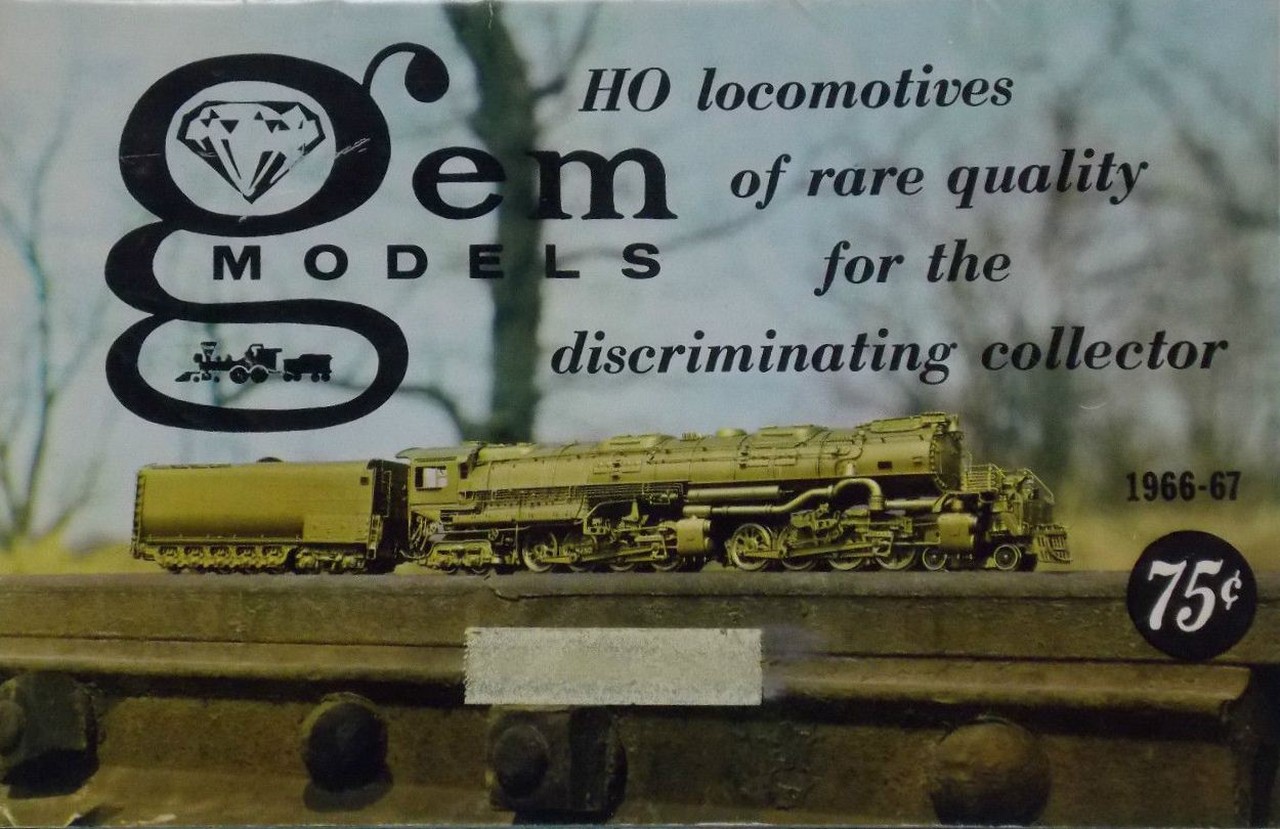 gem
MODELS
HO locomotives
of rare quality
for the
discriminating collector
1966-67
75¢